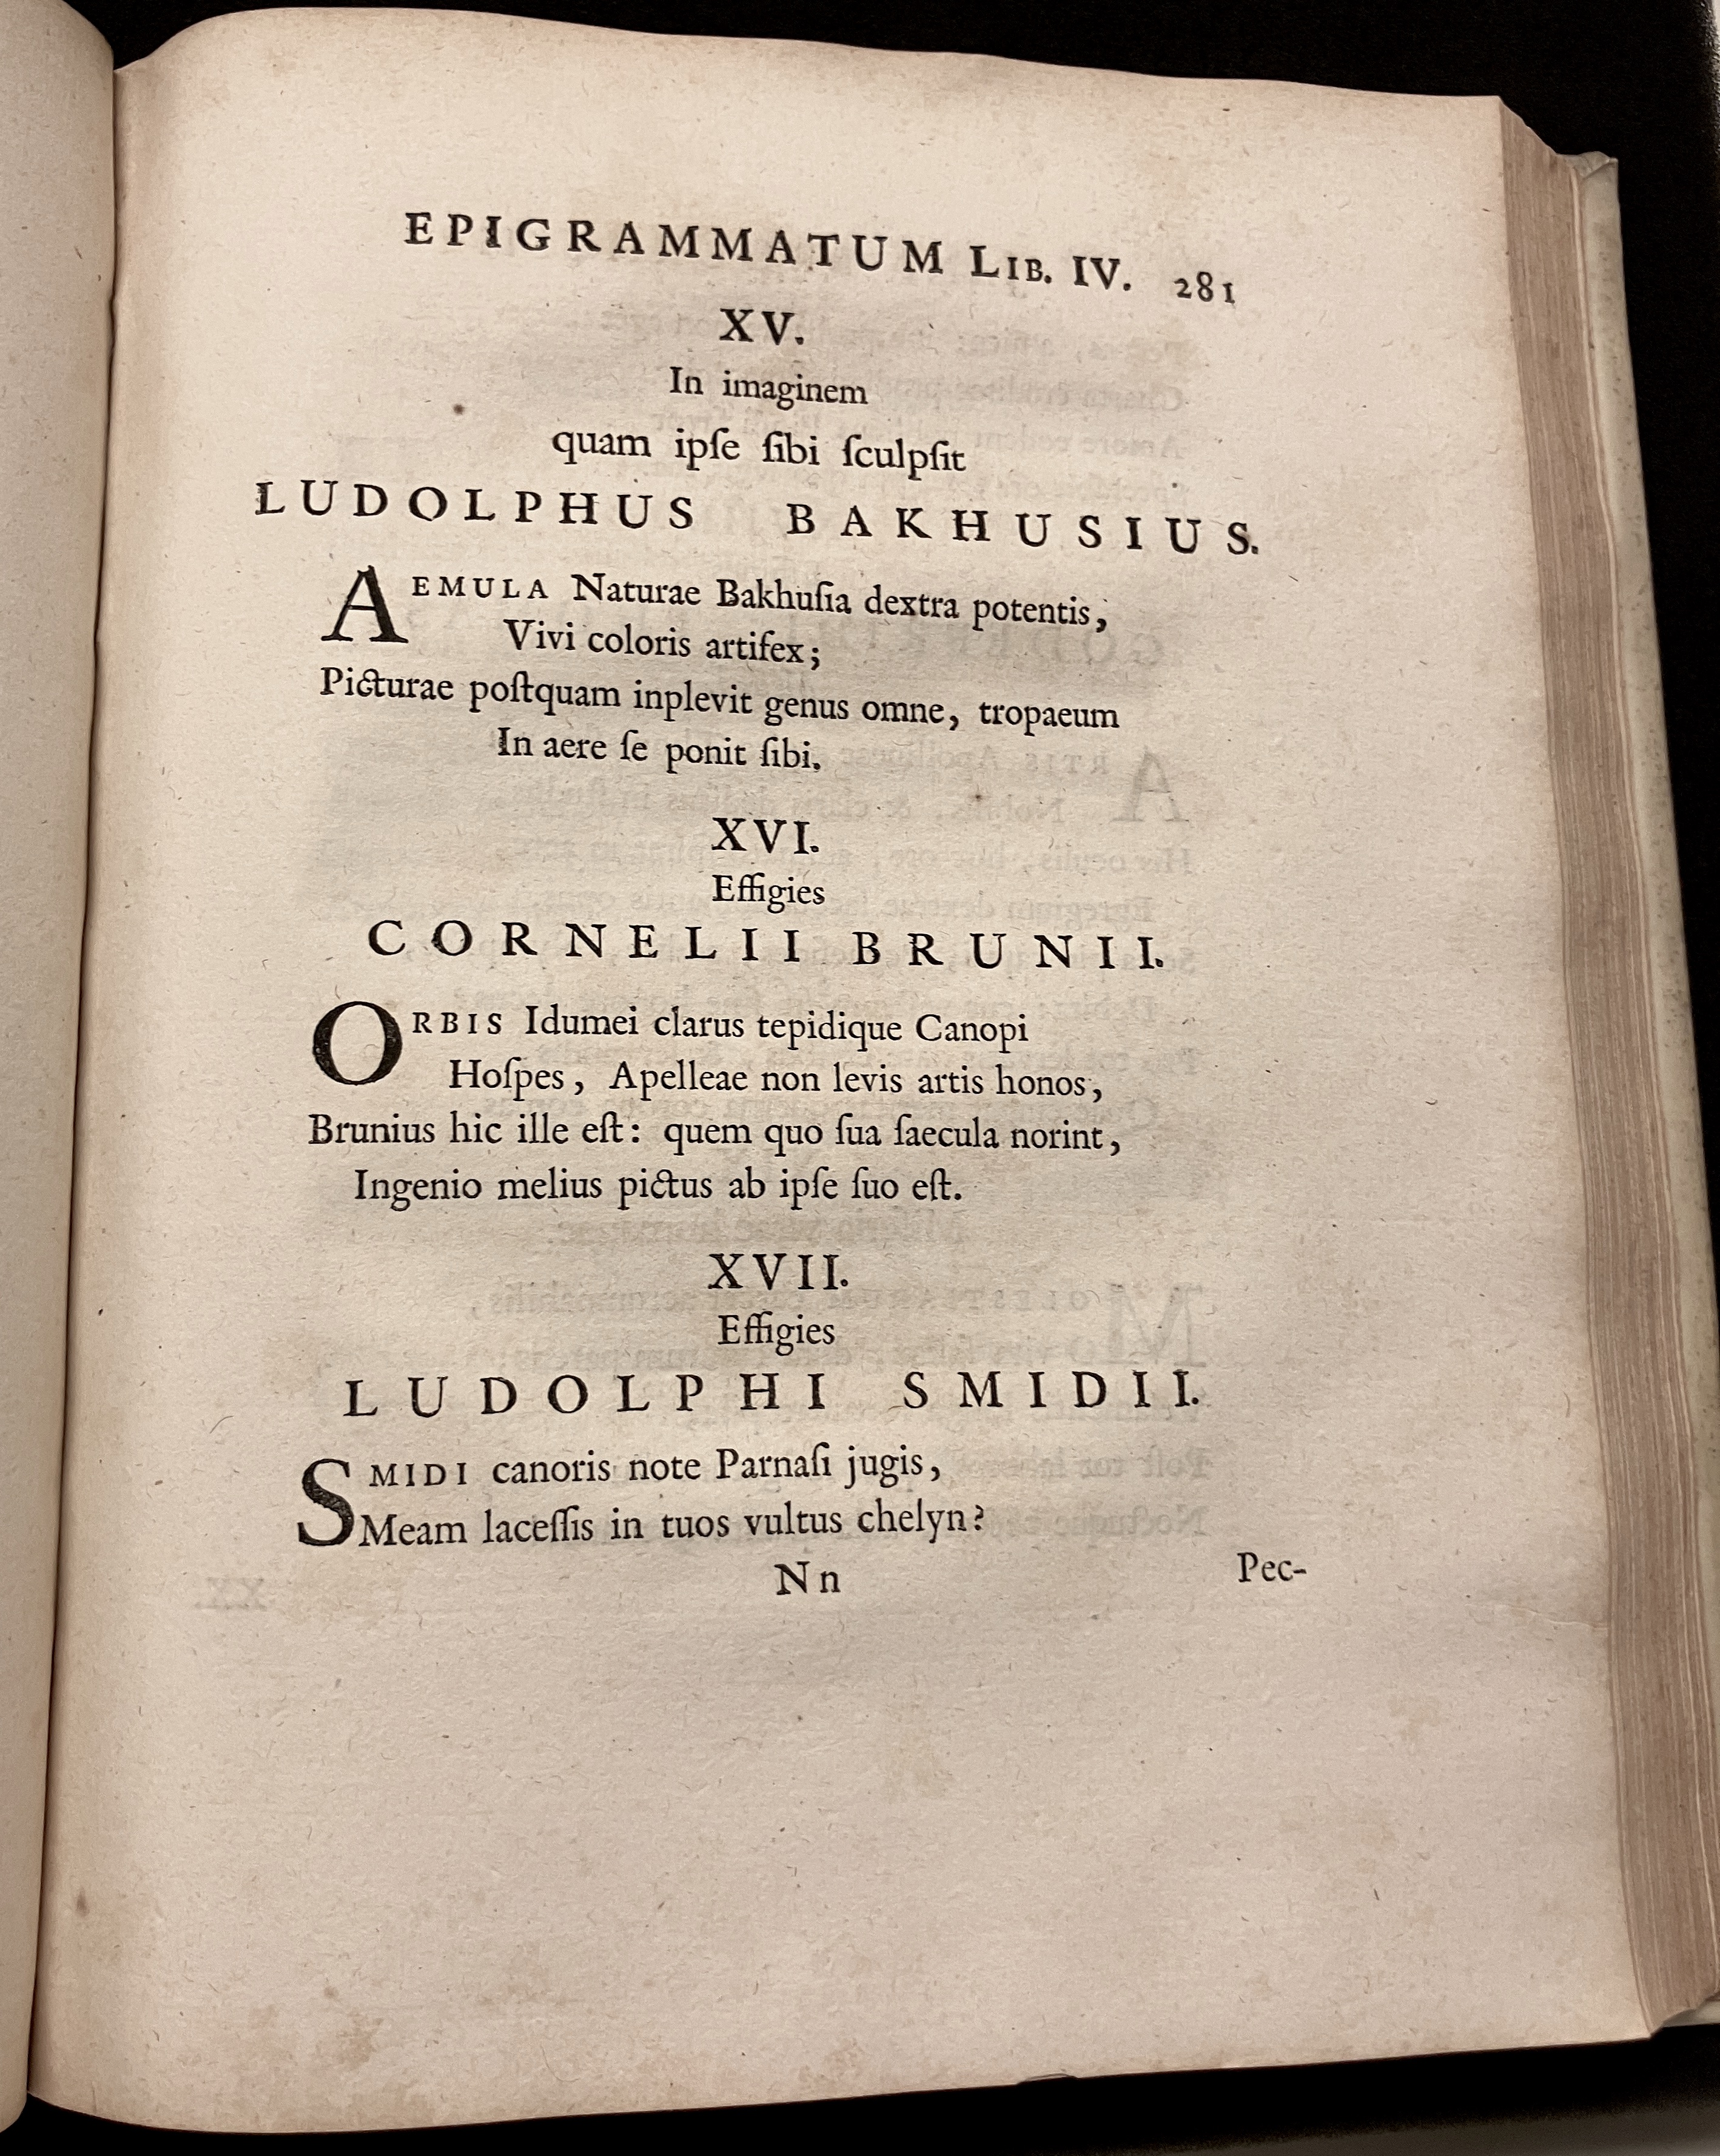 EPIGRAMMATUM LIB. IV. 281
XV.
In imaginem
quam ipſe ſibi ſculpſit
LUDOLPHUS BAKHUSIUS.
AEMULA Naturae Bakhuſia dextra potentis,
Vivi coloris artifex;
Picturae poſtquam inplevit genus omne, tropaeum
In aere ſe ponit ſibi.
XVI.
Effigies
CORNELII BRUNII.
ORBIS Idumei clarus tepidique Canopi
Hoſpes, Apelleae non levis artis honos,
Brunius hic ille eſt: quem quo ſua ſaecula norint,
Ingenio melius pictus ab ipſe ſuo eſt.
XVII.
Effigies
LUDOLPHI SMIDII.
SMIDI canoris note Parnaſi jugis,
Meam laceſſis in tuos vultus chelyn?
Nn Pec-